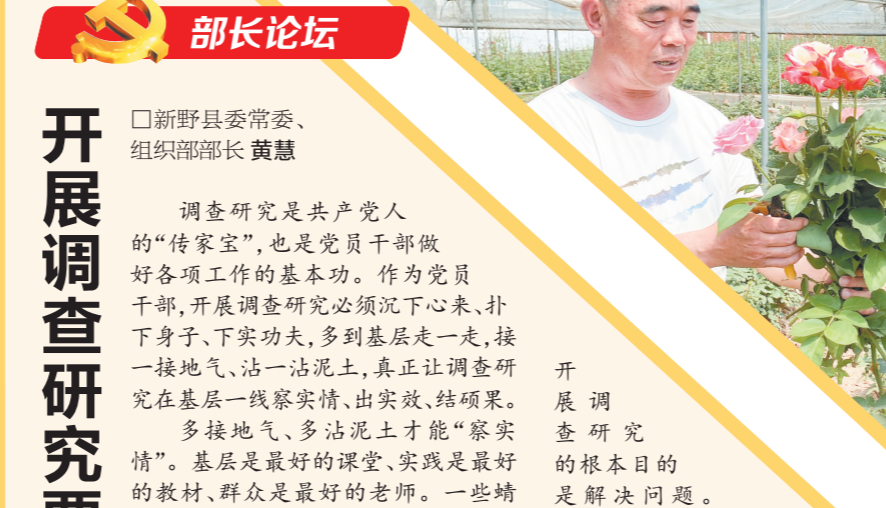 部长论坛
开展调查研究要
□新野县委常委、
组织部部长 黄慧
调查研究是共产党人
的“传家宝”,也是党员干部做
好各项工作的基本功。作为党员
干部,开展调查研究必须沉下心来、扑
下身子、下实功夫,多到基层走一走,接
一接地气、沾一沾泥土,真正让调查研
究在基层一线察实情、出实效、结硕果。
多接地气、多沾泥土才能“察实
情”。基层是最好的课堂、实践是最好
的教材、群众是最好的老师。一些蜻
开
展调
查研究
的根本目的
是解决问题。